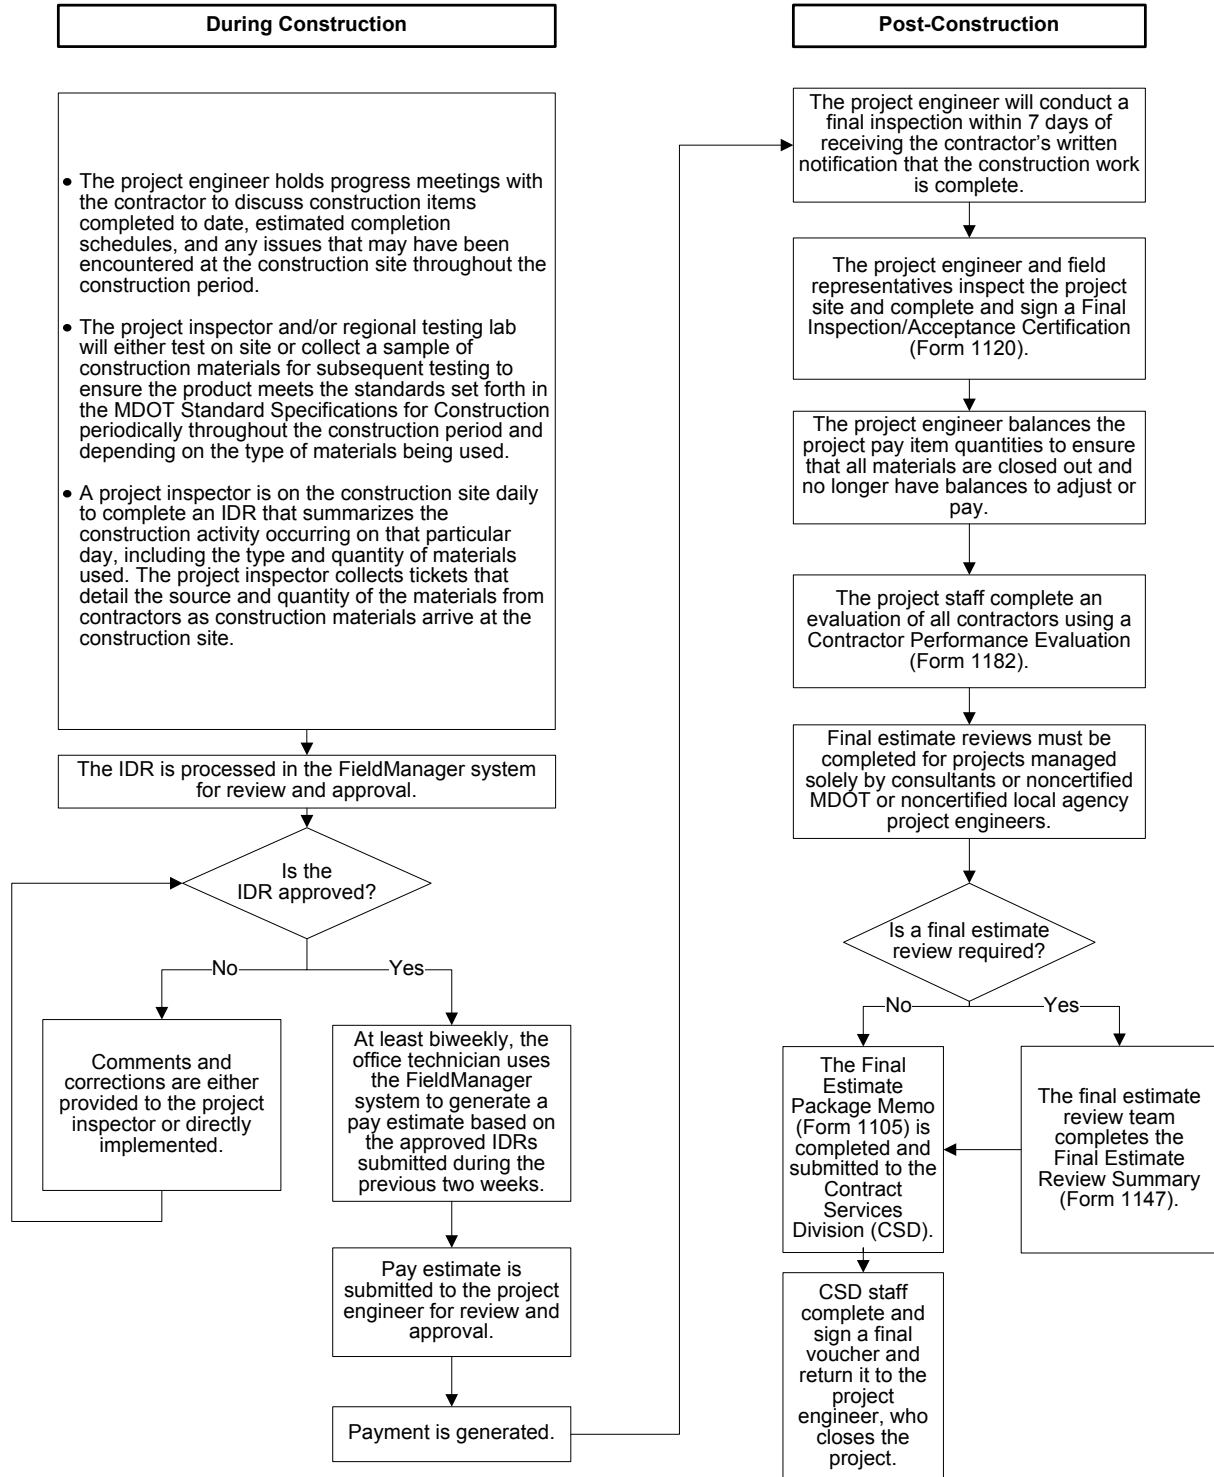 During Construction
• The project engineer holds progress meetings with
the contractor to discuss construction items
completed to date, estimated completion
schedules, and any issues that may have been
encountered at the construction site throughout the
construction period.
• The project inspector and/or regional testing lab
will either test on site or collect a sample of
construction materials for subsequent testing to
ensure the product meets the standards set forth in
the MDOT Standard Specifications for Construction
periodically throughout the construction period and
depending on the type of materials being used.
• A project inspector is on the construction site daily
to complete an IDR that summarizes the
construction activity occurring on that particular
day, including the type and quantity of materials
used. The project inspector collects tickets that
detail the source and quantity of the materials from
contractors as construction materials arrive at the
construction site.
The IDR is processed in the FieldManager system
for review and approval.
Is the
IDR approved?
No
Yes
Comments and
corrections are either
provided to the project
inspector or directly
implemented.
At least biweekly, the
office technician uses
the FieldManager
system to generate a
pay estimate based on
the approved IDRs
submitted during the
previous two weeks.
Pay estimate is
submitted to the project
engineer for review and
approval.
Payment is generated.
Post-Construction
The project engineer will conduct a
final inspection within 7 days of
receiving the contractor's written
notification that the construction work
is complete.
The project engineer and field
representatives inspect the project
site and complete and sign a Final
Inspection/Acceptance Certification
(Form 1120).
The project engineer balances the
project pay item quantities to ensure
that all materials are closed out and
no longer have balances to adjust or
pay.
The project staff complete an
evaluation of all contractors using a
Contractor Performance Evaluation
(Form 1182).
Final estimate reviews must be
completed for projects managed
solely by consultants or noncertified
MDOT or noncertified local agency
project engineers.
Is a final estimate
review required?
No
Yes
The Final
Estimate
Package Memo
(Form 1105) is
completed and
submitted to the
Contract
Services
Division (CSD).
The final estimate
review team
completes the
Final Estimate
Review Summary
(Form 1147).
CSD staff
complete and
sign a final
voucher and
return it to the
project
engineer, who
closes the
project.